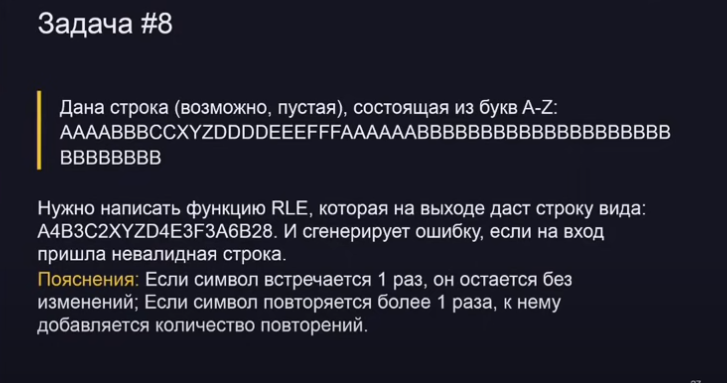 Задача #8
Дана строка (возможно, пустая), состоящая из букв A-Z:
AAAABBBCCXYZDDDDEEEFFFAAAAAABBBBBBBBBBBBBBBBBBBB
BBBBBBBB
Нужно написать функцию RLE, которая на выходе даст строку вида:
A4B3C2XYZD4E3F3A6B28. И сгенерирует ошибку, если на вход
пришла невалидная строка.
Пояснения: Если символ встречается 1 раз, он остается без
изменений; Если символ повторяется более 1 раза, к нему
добавляется количество повторений.